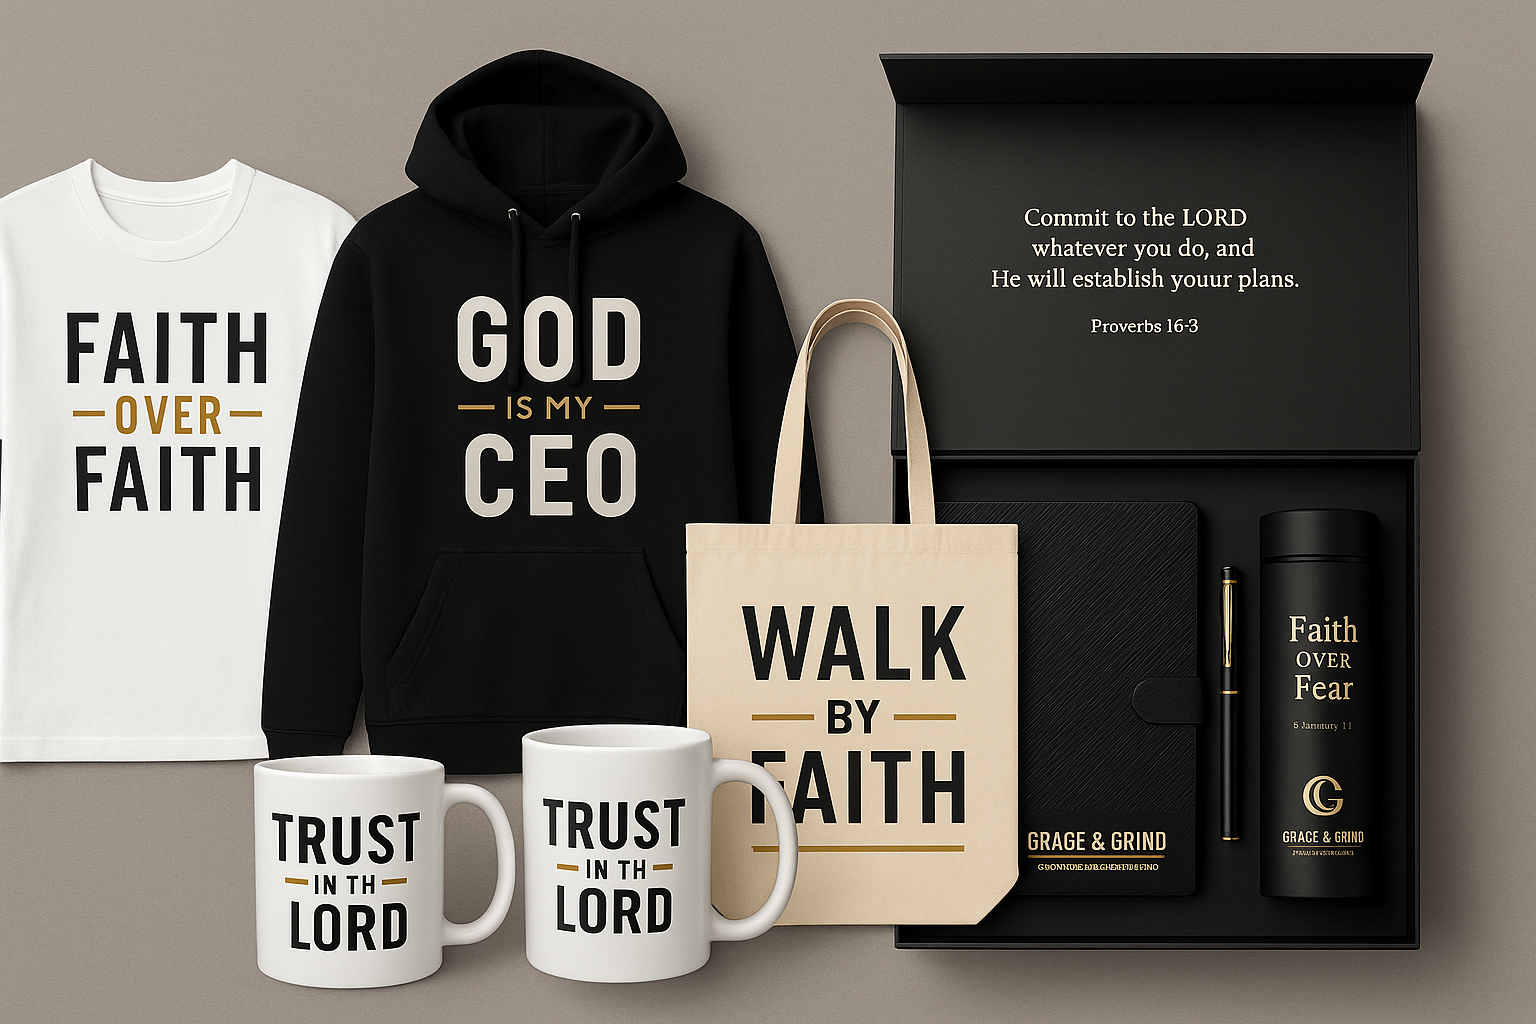 FAITH
OVER
FAITH
GOD
IS MY
CEO
Commit to the LORD
whatever you do, and
He will establish youur plans.
Proverbs 16-3
WALK
BY
FAITH
TRUST
IN TH
LORD
TRUST
IN TH
LORD
GRAGE & GRIND
Faith
OVER
Fear
G
GRACE & GRIND